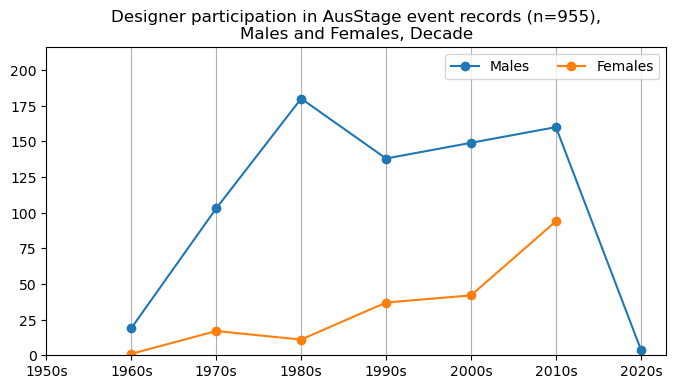 Designer participation in AusStage event records (n=955),
Males and Females, Decade
Males
Females
200
175
150
125
100
75
50
25
0
1950s
1960s
1970s
1980s
1990s
2000s
2010s
2020s